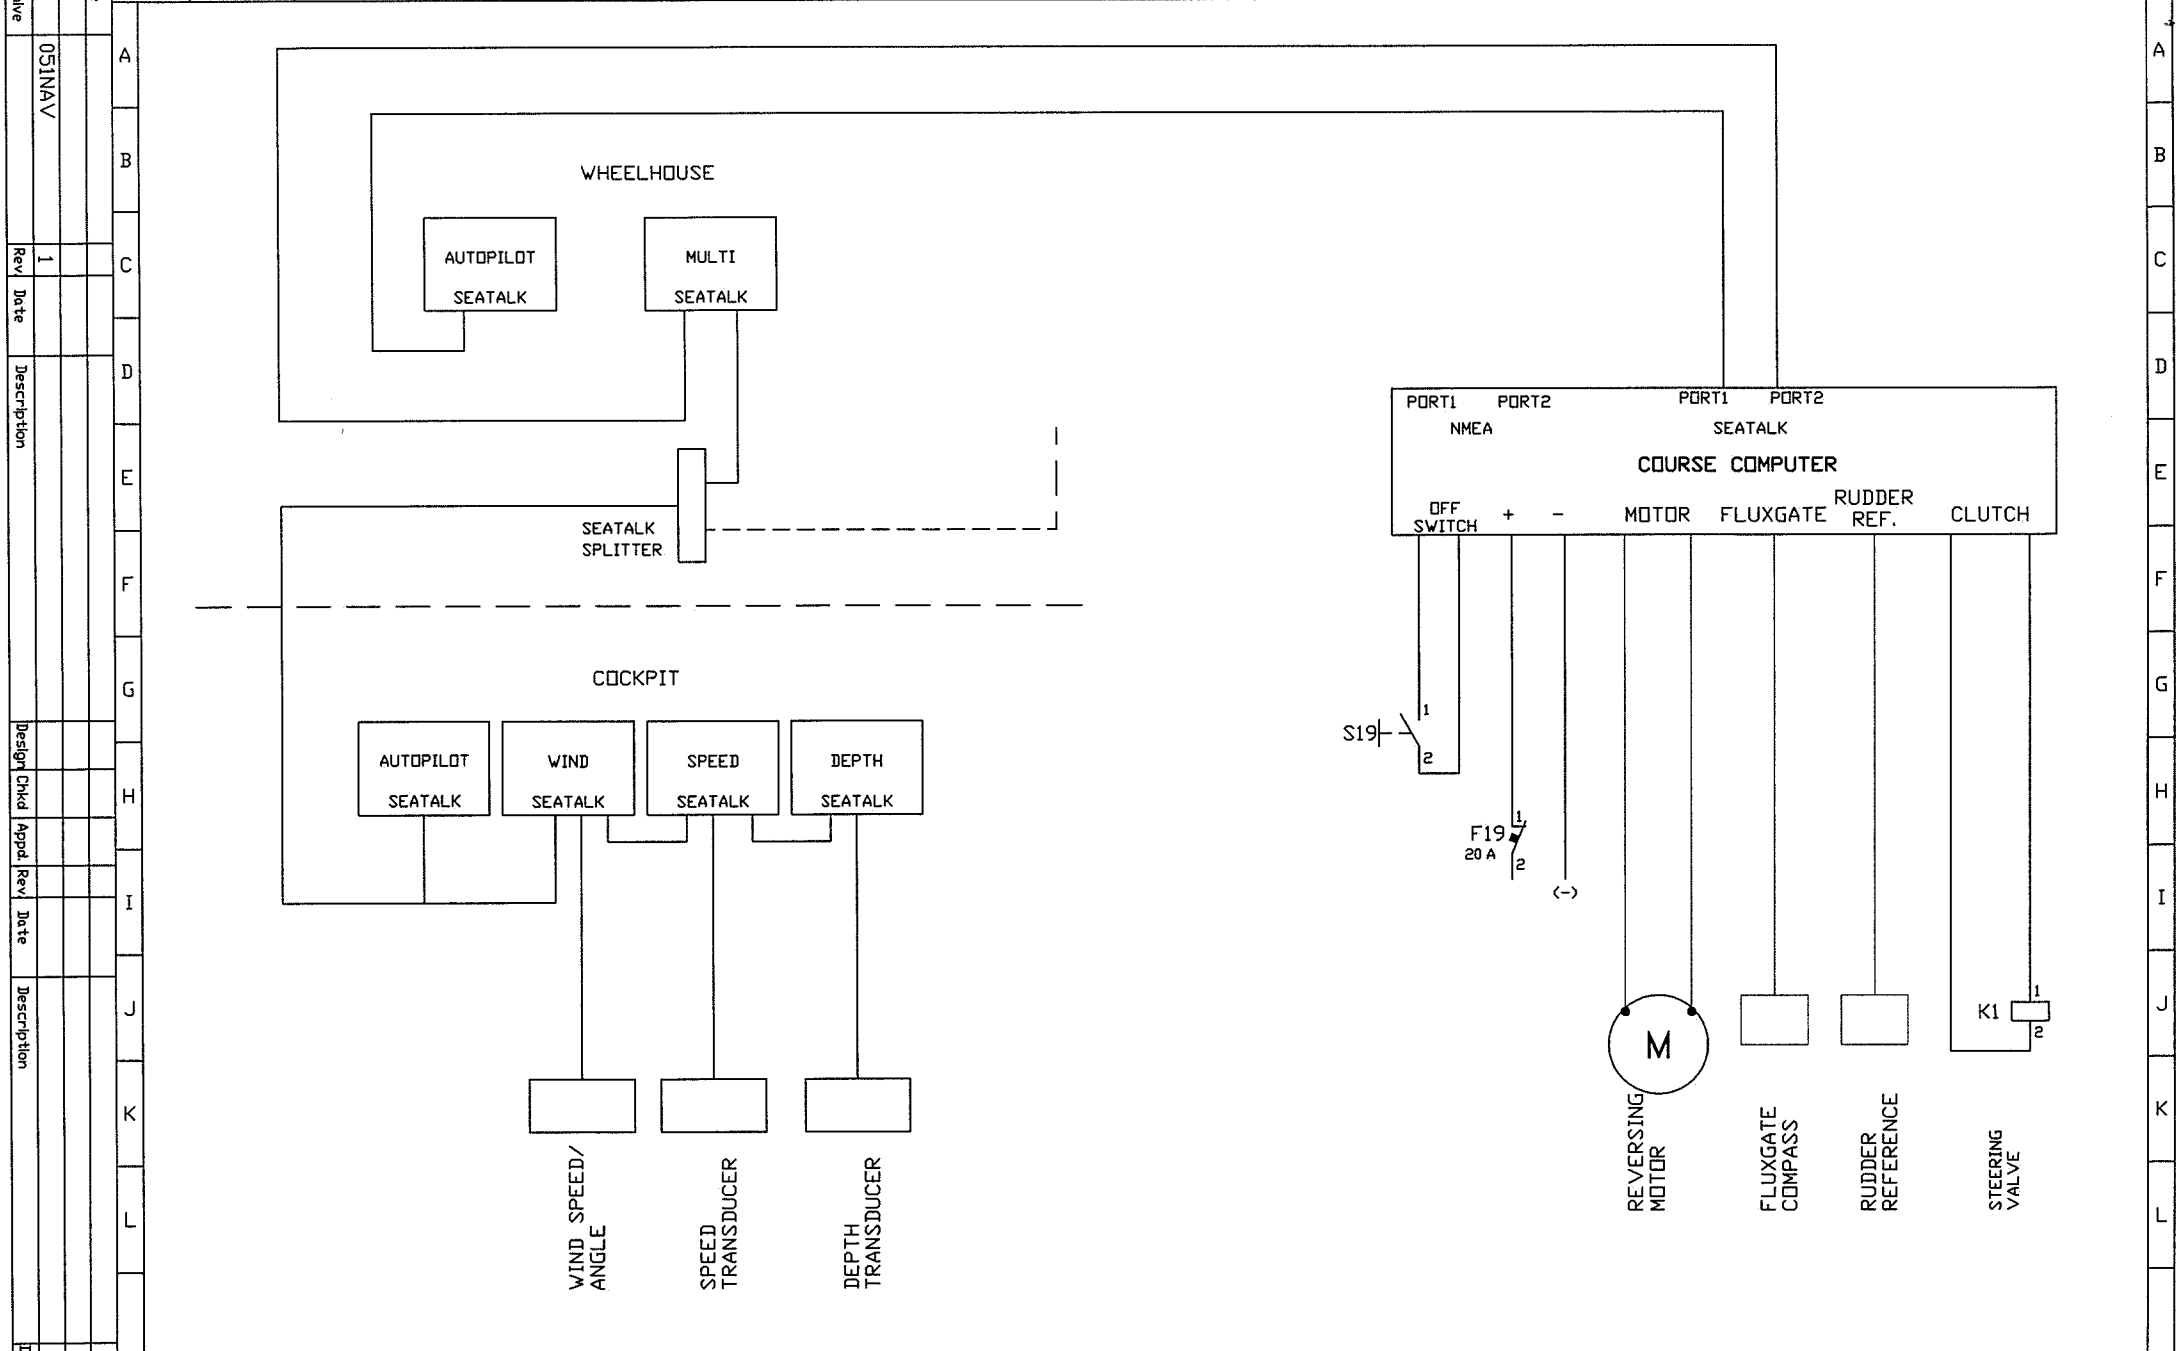 lve
051NAV
Rev.
1
Date
Description
Design
Chkd
Appd.
Rev.
Date
Description
A
B
C
D
E
F
G
H
I
J
K
L
WHEELHOUSE
AUTOPILOT
SEATALK
MULTI
SEATALK
SEATALK
SPLITTER
COCKPIT
AUTOPILOT
SEATALK
WIND
SEATALK
SPEED
SEATALK
DEPTH
SEATALK
WIND SPEED/
ANGLE
SPEED
TRANSDUCER
DEPTH
TRANSDUCER
PORT1
PORT2
NMEA
PORT1
PORT2
SEATALK
COURSE COMPUTER
OFF
SWITCH
+
-
MOTOR
FLUXGATE
RUDDER
REF.
CLUTCH
S19
1
2
F19
20 A
1
2
(-)
M
K1
1
2
REVERSING
MOTOR
FLUXGATE
COMPASS
RUDDER
REFERENCE
STEERING
VALVE
A
B
C
D
E
F
G
H
I
J
K
L